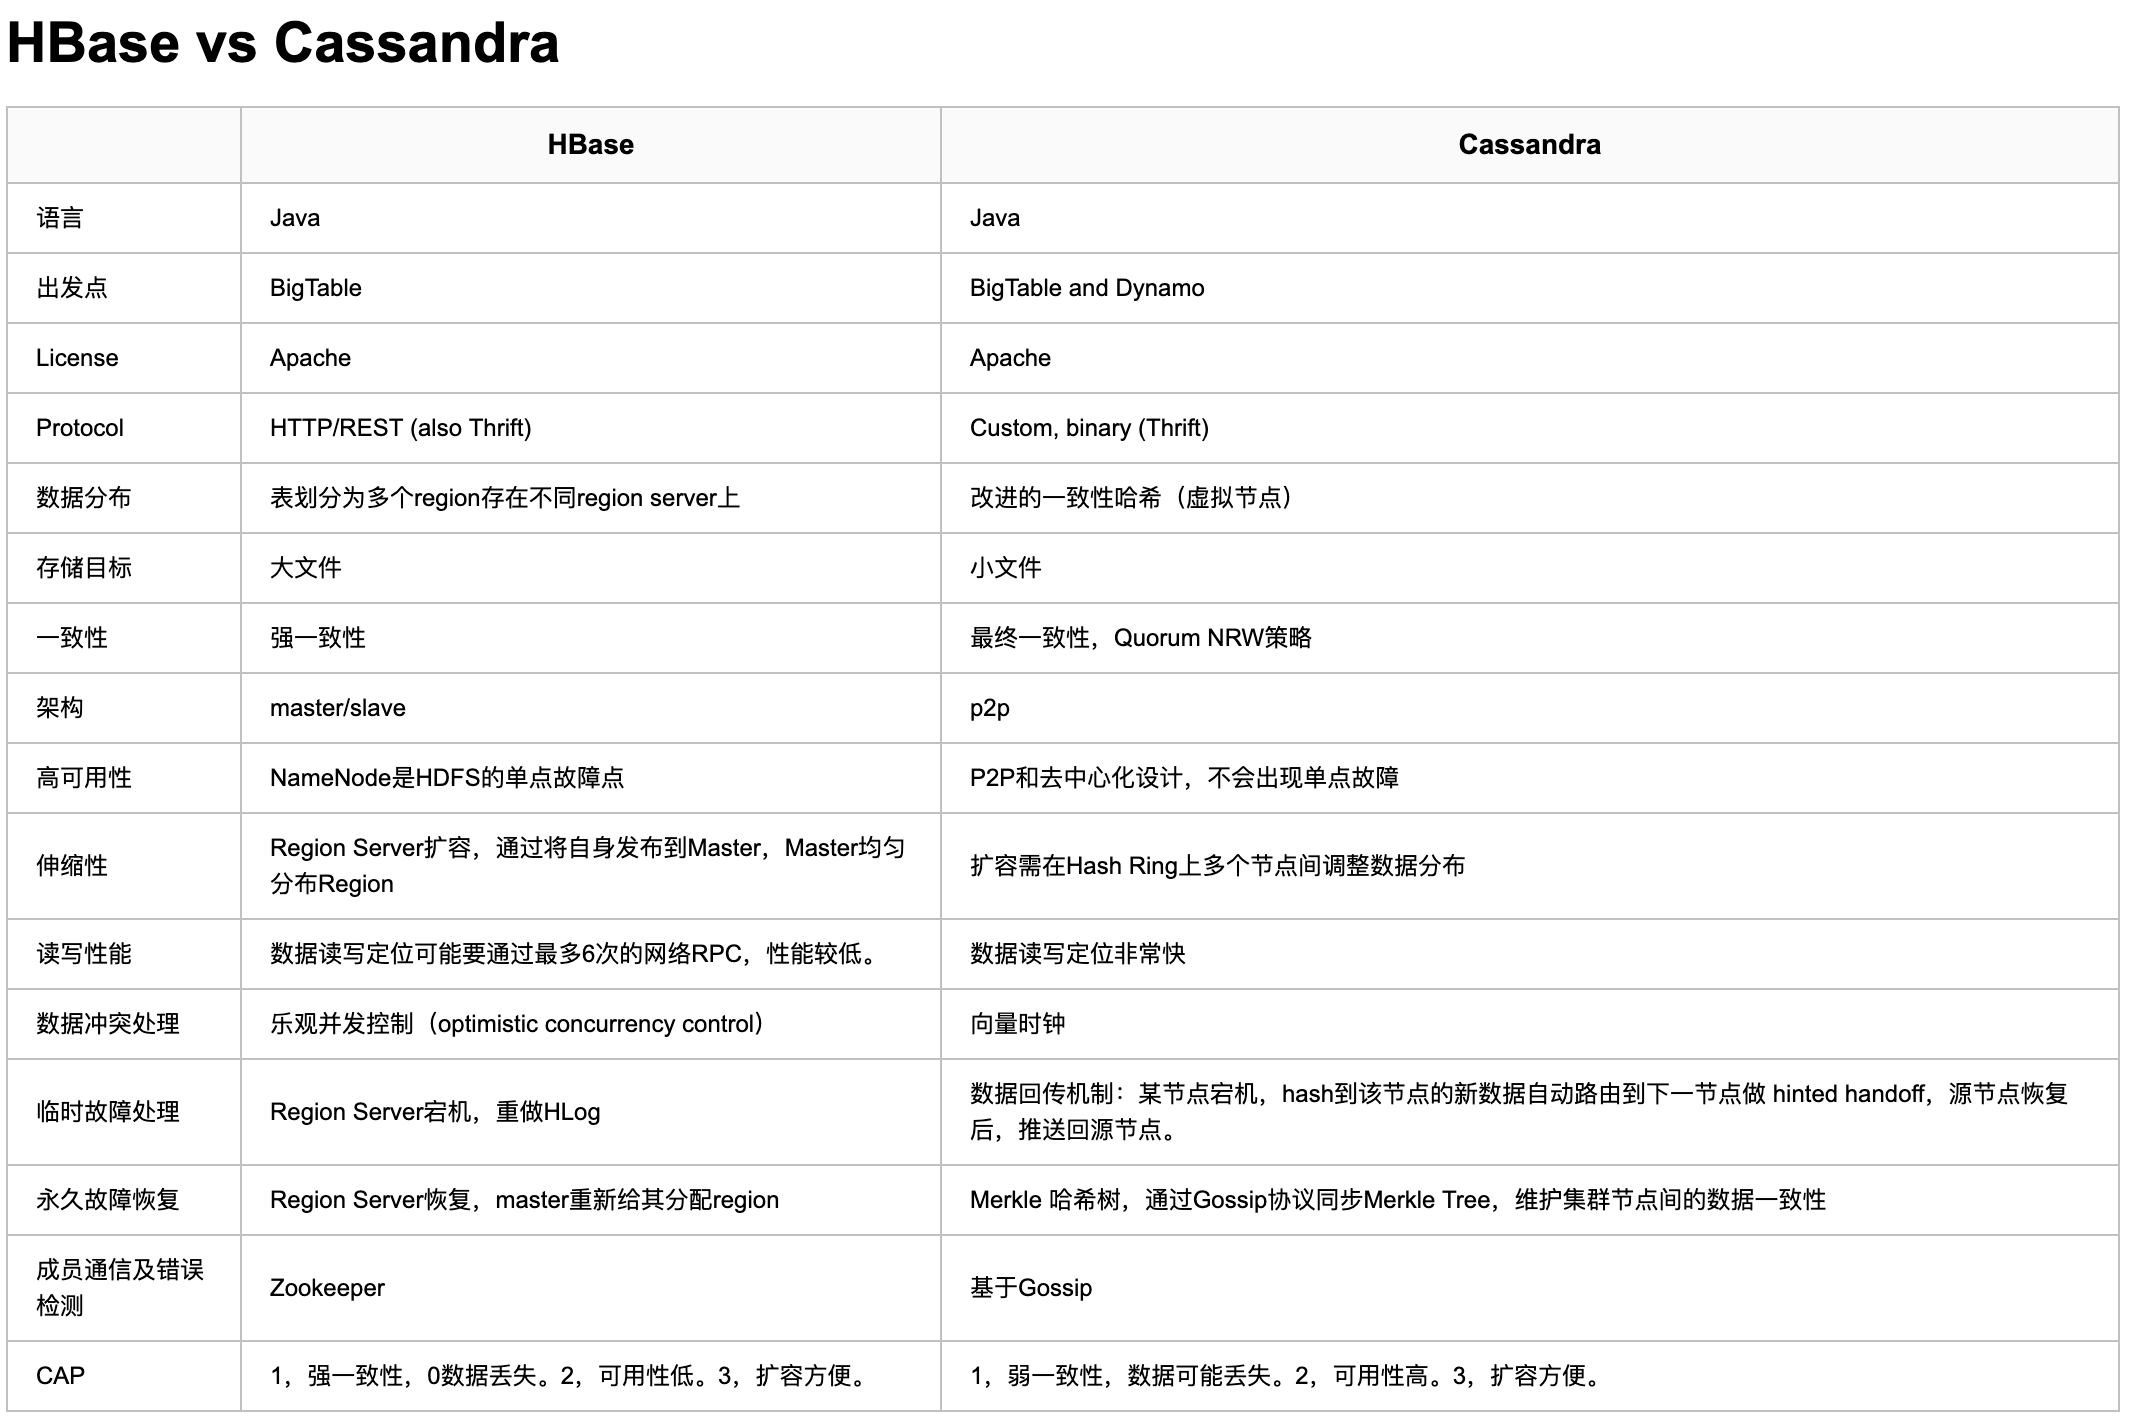 HBase vs Cassandra
HBase
Cassandra
语言
Java
Java
出发点
BigTable
BigTable and Dynamo
License
Apache
Apache
Protocol
HTTP/REST (also Thrift)
Custom, binary (Thrift)
数据分布
表划分为多个region存在不同region server上
改进的一致性哈希（虚拟节点）
存储目标
大文件
小文件
一致性
强一致性
最终一致性，Quorum NRW策略
架构
master/slave
p2p
高可用性
NameNode是HDFS的单点故障点
P2P和去中心化设计，不会出现单点故障
伸缩性
Region Server扩容，通过将自身发布到Master，Master均匀
分布Region
扩容需在Hash Ring上多个节点间调整数据分布
读写性能
数据读写定位可能要通过最多6次的网络RPC，性能较低。
数据读写定位非常快
数据冲突处理
乐观并发控制（optimistic concurrency control）
向量时钟
临时故障处理
Region Server宕机，重做HLog
数据回传机制：某节点宕机，hash到该节点的新数据自动路由到下一节点做 hinted handoff，源节点恢复
后，推送回源节点。
永久故障恢复
Region Server恢复，master重新给其分配region
Merkle 哈希树，通过Gossip协议同步Merkle Tree，维护集群节点间的数据一致性
成员通信及错误
检测
Zookeeper
基于Gossip
CAP
1，强一致性，0数据丢失。2，可用性低。3，扩容方便。
1，弱一致性，数据可能丢失。2，可用性高。3，扩容方便。